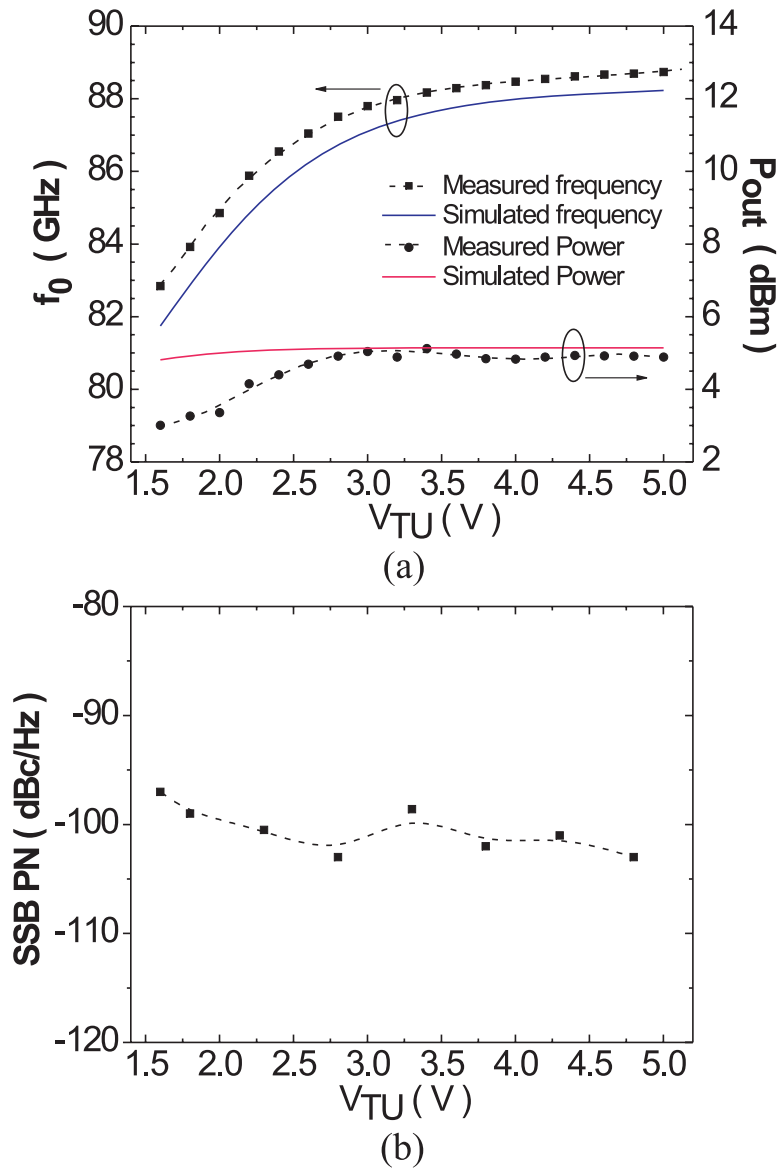 90
88
86
84
82
80
78
f0 ( GHz)
14
12
10
8
6
4
2
Pout ( dBm)
Measured frequency
Simulated frequency
Measured Power
Simulated Power
1.5 2.0 2.5 3.0 3.5 4.0 4.5 5.0
VTU ( V )
(a)
-80
-90
-100
-110
-120
SSB PN ( dBc/Hz)
1.5 2.0 2.5 3.0 3.5 4.0 4.5 5.0
VTU ( V )
(b)